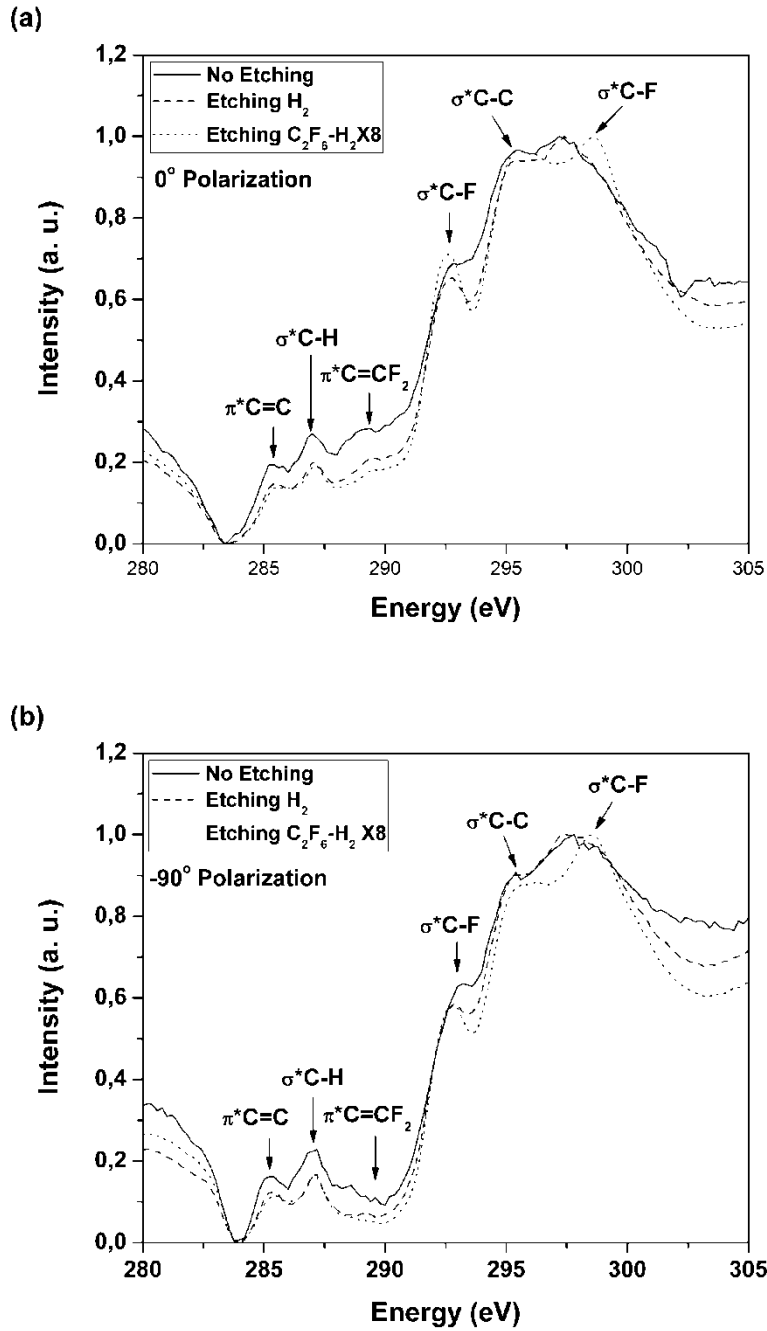 (a)
1,2
1,0
0,8
0,6
0,4
0,2
0,0
Intensity (a. u.)
No Etching
Etching H₂
Etching C₂F₆-H₂X8
0° Polarization
σ*C-C
σ*C-F
σ*C-F
σ*C-H
π*C=CF₂
π*C=C
280 285 290 295 300 305
Energy (eV)
(b)
1,2
1,0
0,8
0,6
0,4
0,2
0,0
Intensity (a. u.)
No Etching
Etching H₂
Etching C₂F₆-H₂ X8
-90° Polarization
σ*C-F
σ*C-C
σ*C-F
σ*C-H
π*C=C
π*C=CF₂
280 285 290 295 300 305
Energy (eV)